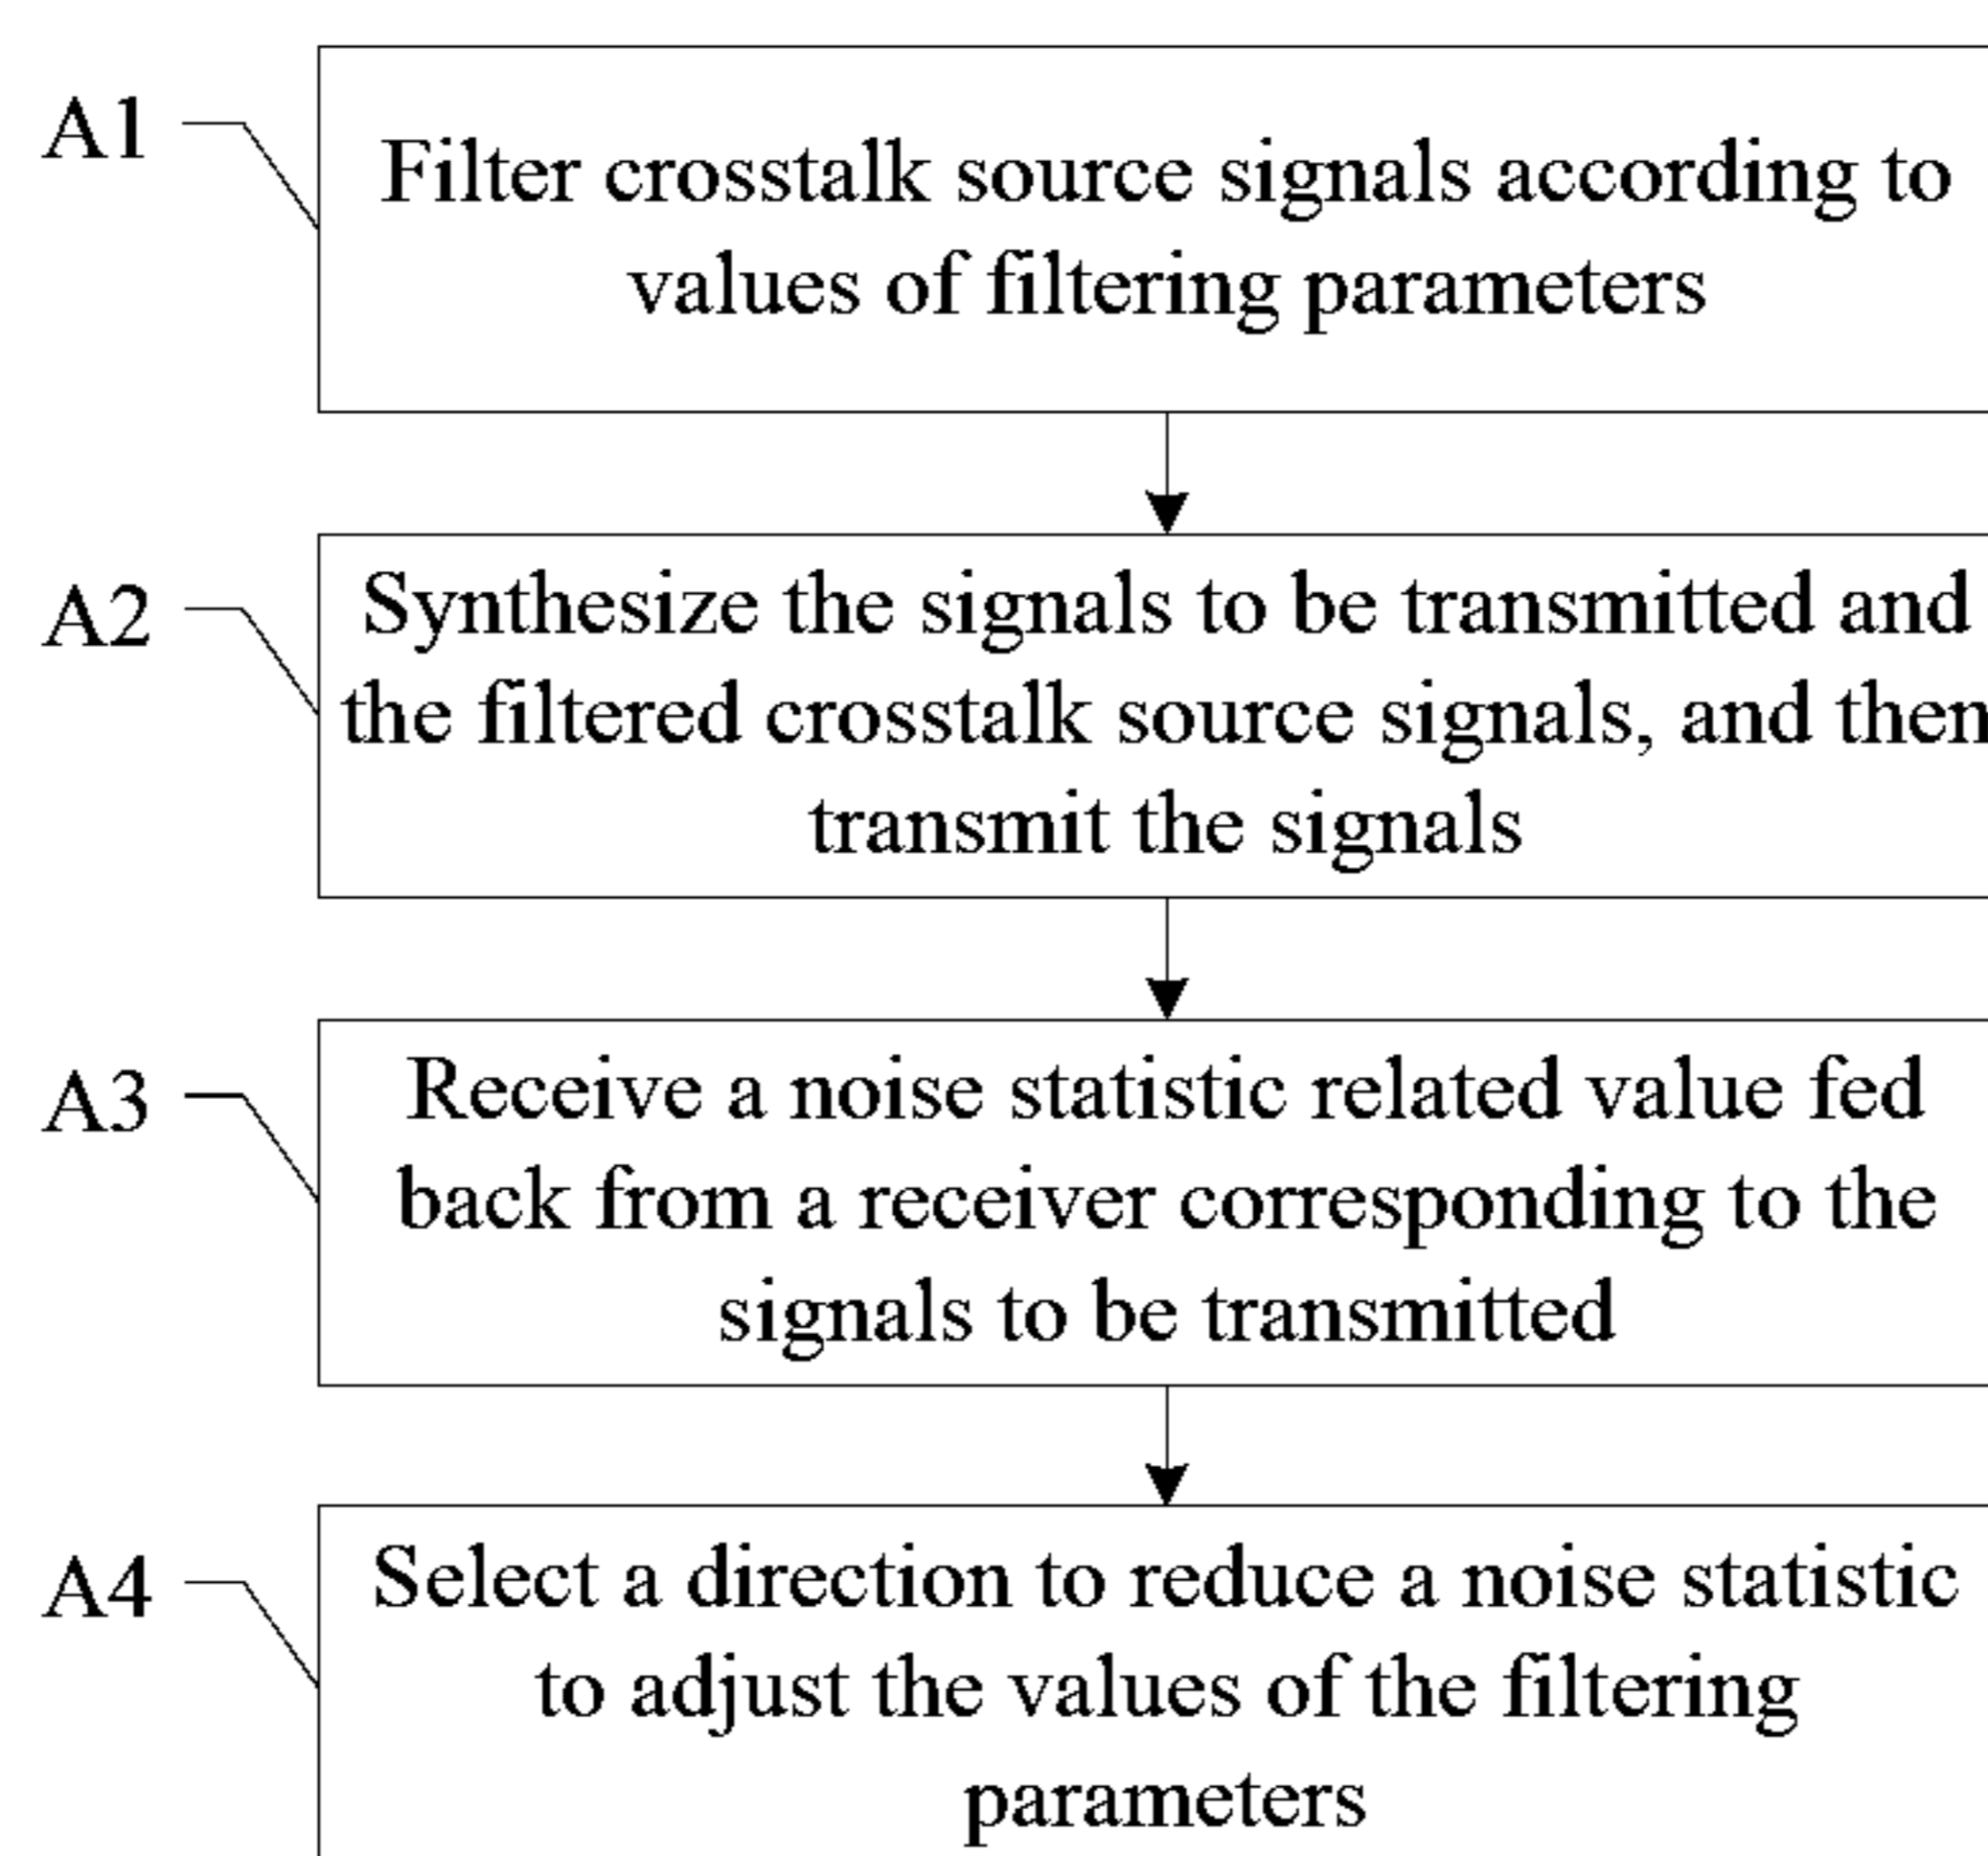 A1
Filter crosstalk source signals according to
values of filtering parameters
A2
Synthesize the signals to be transmitted and
the filtered crosstalk source signals, and then
transmit the signals
A3
Receive a noise statistic related value fed
back from a receiver corresponding to the
signals to be transmitted
A4
Select a direction to reduce a noise statistic
to adjust the values of the filtering
parameters